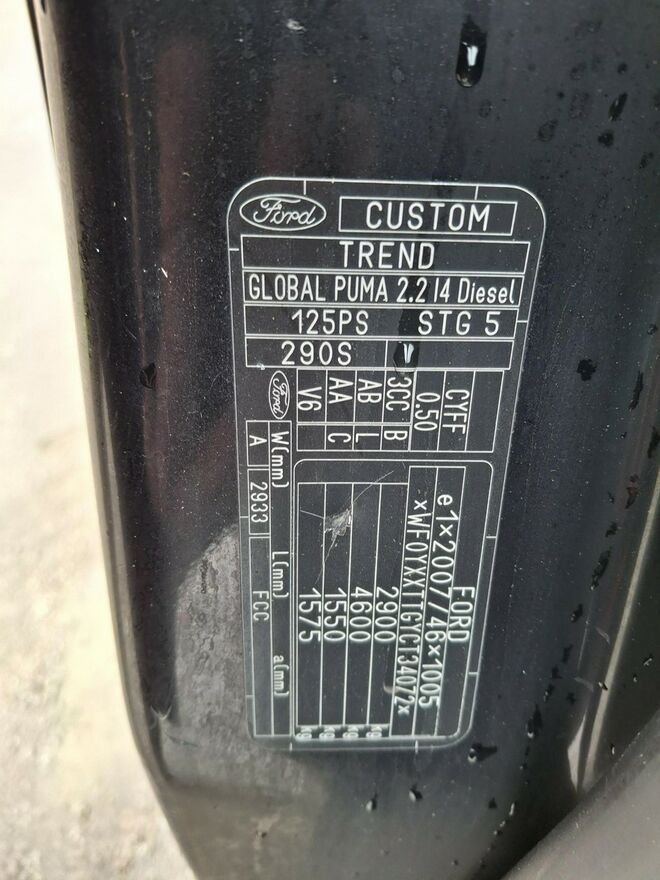 Ford CUSTOM
TREND
GLOBAL PUMA 2.2 I4 Diesel
125PS STG 5
290S
CYFF
0.50
3CC B
AB L
AA C
V6
Ford
FORD
e1×2007/46×1005
×WF0YXXTTGYCT34072×
2900 kg
4600 kg
1550 kg
1575 kg
W(mm) L(mm) a(mm)
A 2933 FCC